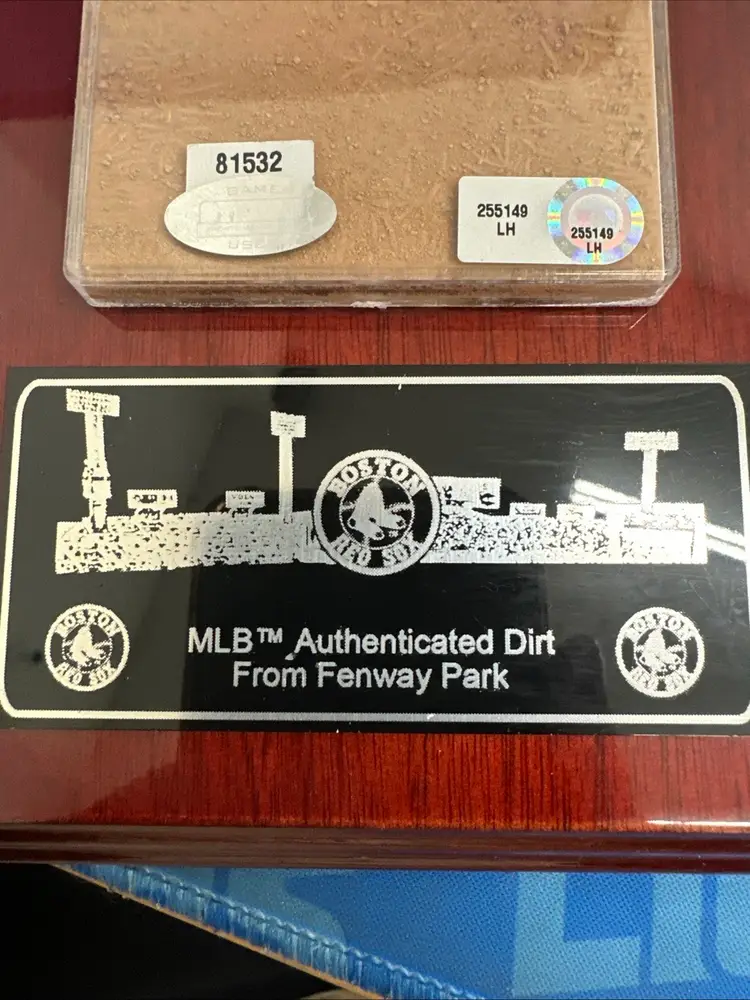 81532
255149
LH
255149
LH
BOSTON
RED SOX
MLB™ Authenticated Dirt
From Fenway Park
BOSTON
RED SOX
BOSTON
RED SOX